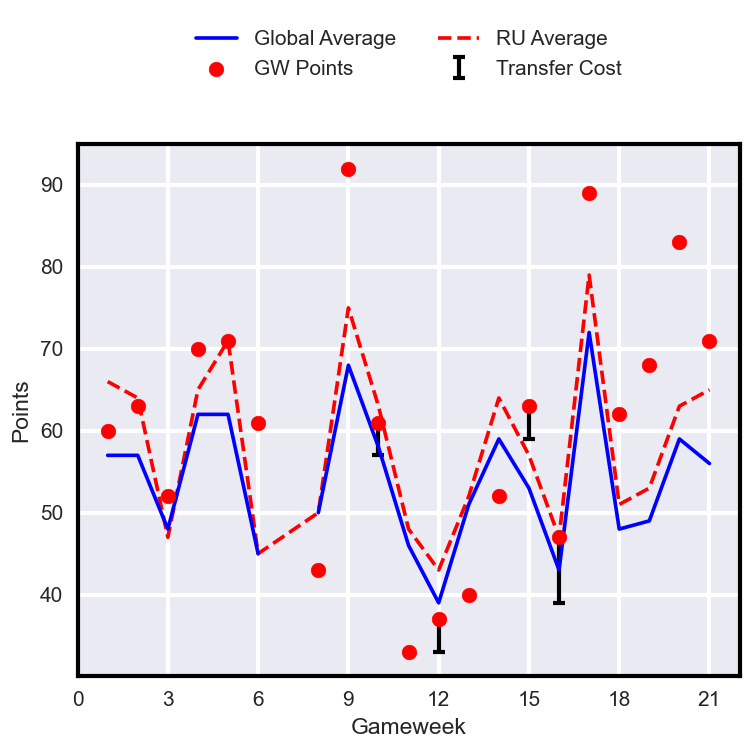 Global Average
RU Average
GW Points
Transfer Cost
90
80
70
60
50
40
Points
0 3 6 9 12 15 18 21
Gameweek